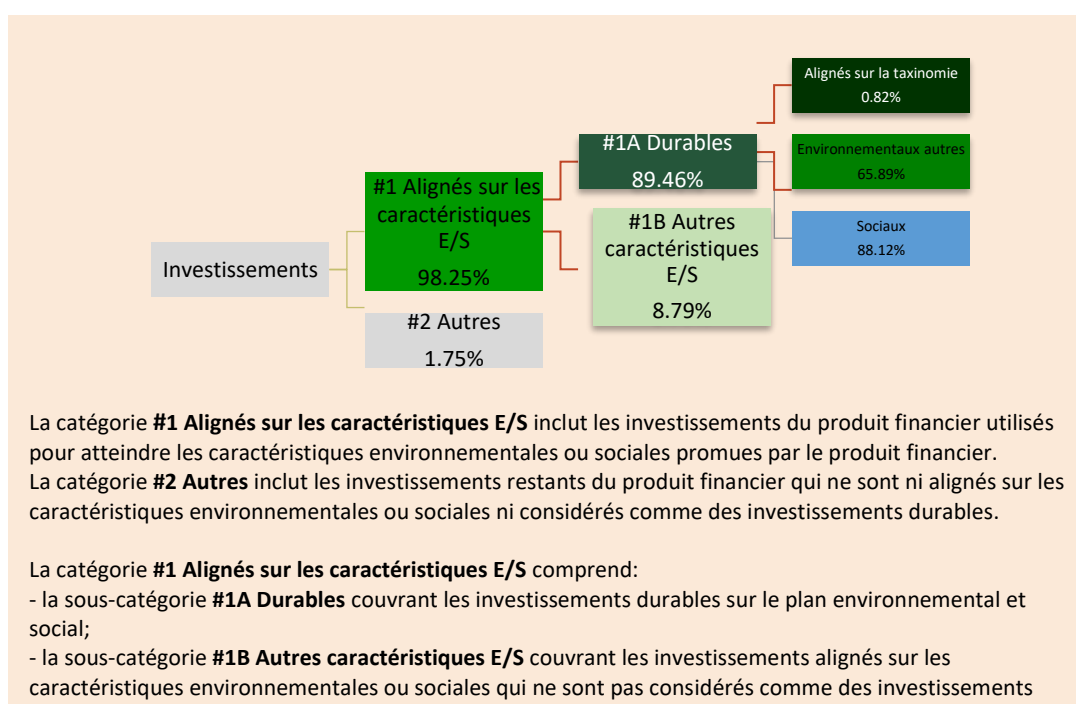 Investissements
#1 Alignés sur les
caractéristiques
E/S
98.25%
#2 Autres
1.75%
#1A Durables
89.46%
#1B Autres
caractéristiques
E/S
8.79%
Alignés sur la taxinomie
0.82%
Environnementaux autres
65.89%
Sociaux
88.12%
La catégorie #1 Alignés sur les caractéristiques E/S inclut les investissements du produit financier utilisés
pour atteindre les caractéristiques environnementales ou sociales promues par le produit financier.
La catégorie #2 Autres inclut les investissements restants du produit financier qui ne sont ni alignés sur les
caractéristiques environnementales ou sociales ni considérés comme des investissements durables.
La catégorie #1 Alignés sur les caractéristiques E/S comprend:
- la sous-catégorie #1A Durables couvrant les investissements durables sur le plan environnemental et
social;
- la sous-catégorie #1B Autres caractéristiques E/S couvrant les investissements alignés sur les
caractéristiques environnementales ou sociales qui ne sont pas considérés comme des investissements